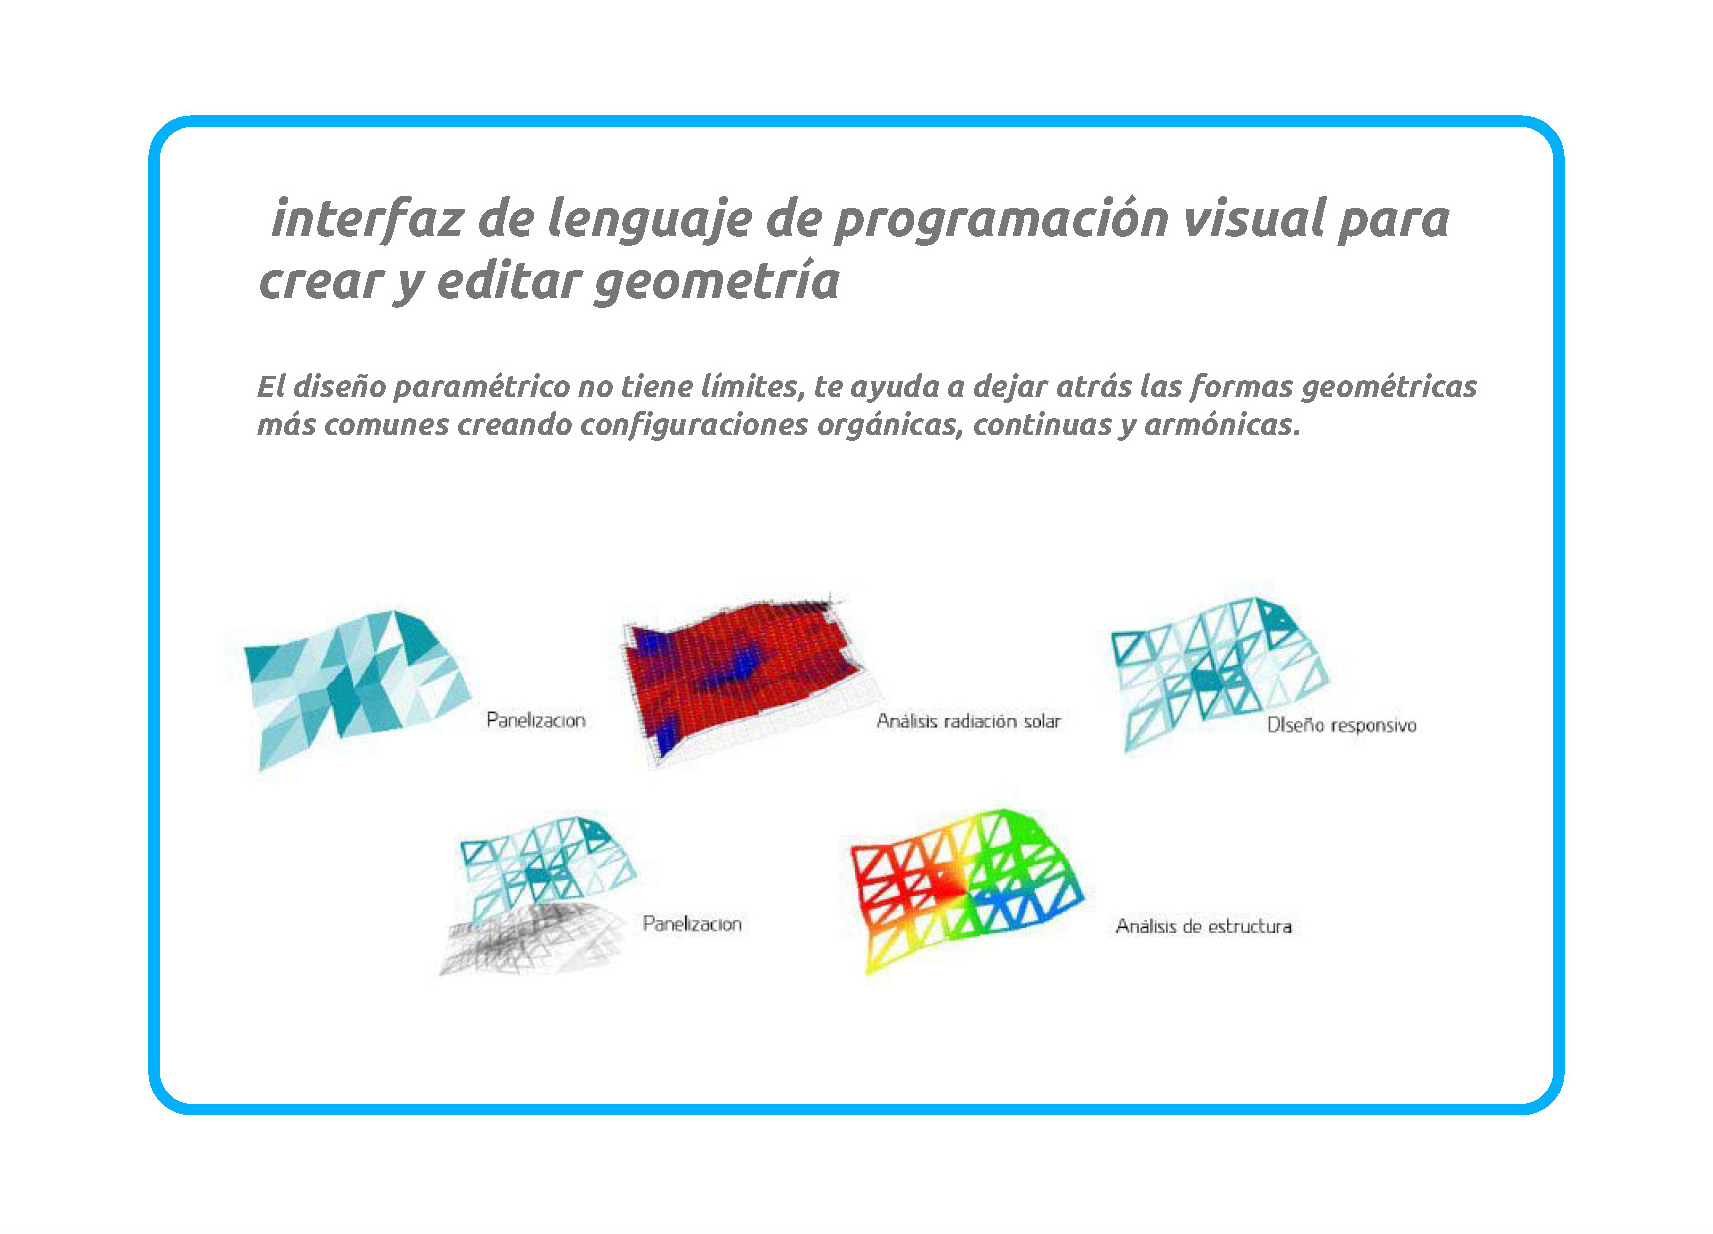 interfaz de lenguaje de programación visual para
crear y editar geometría
El diseño paramétrico no tiene límites, te ayuda a dejar atrás las formas geométricas
más comunes creando configuraciones orgánicas, continuas y armónicas.
Panelizacion
Análisis radiación solar
DIseño responsivo
Panelizacion
Análisis de estructura